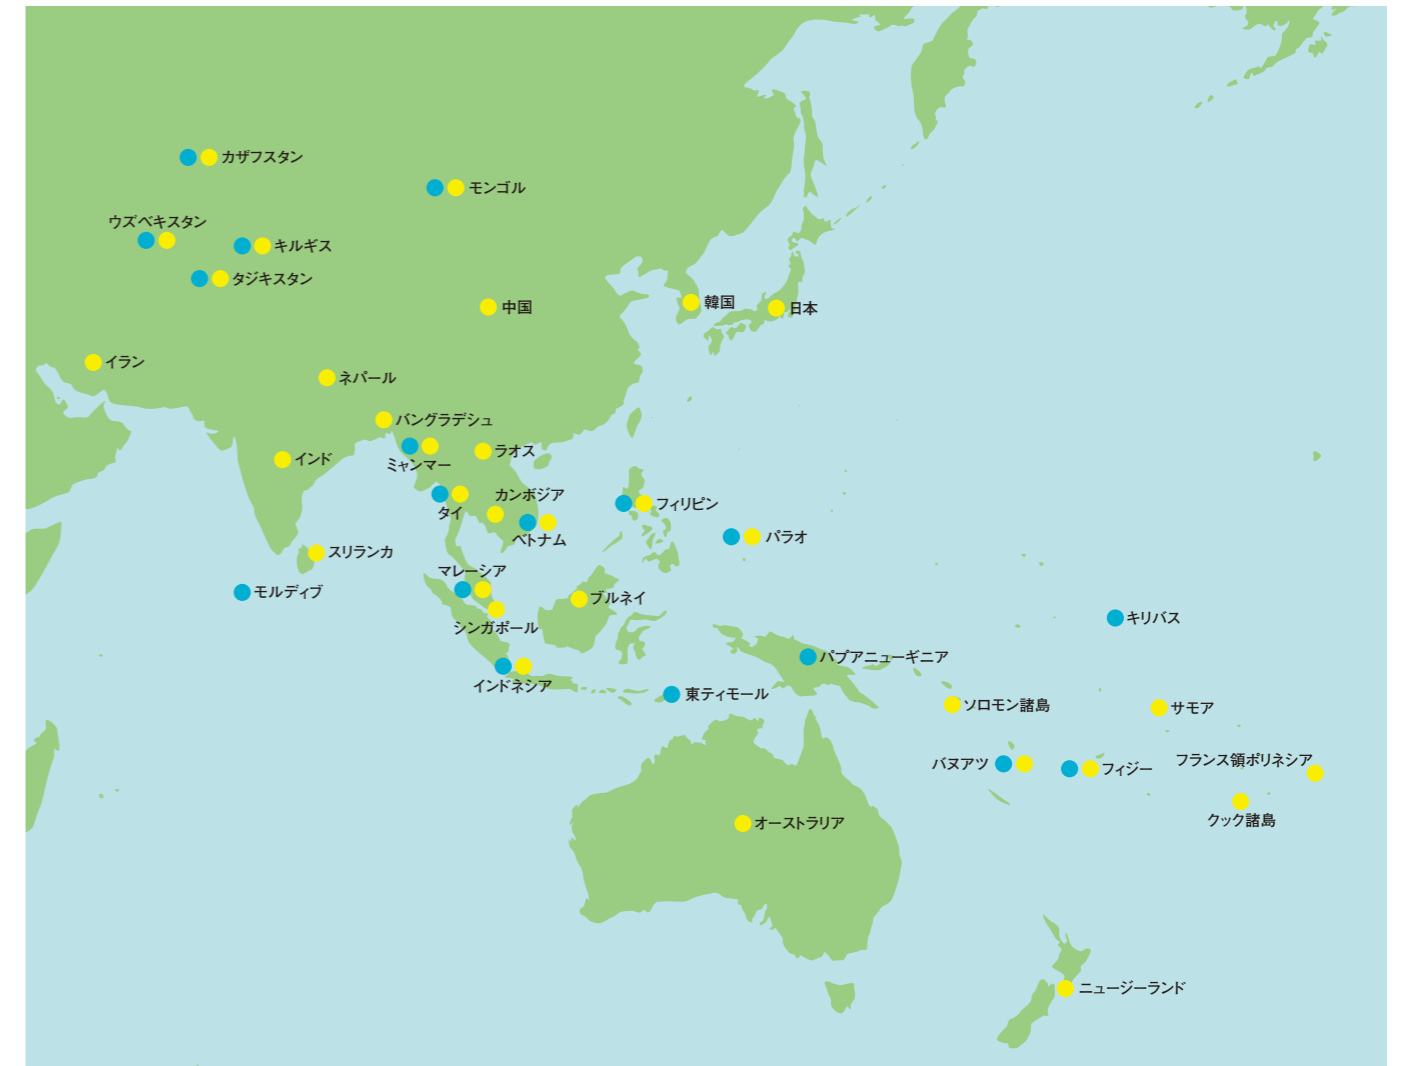 カザフスタン
モンゴル
ウズベキスタン
キルギス
タジキスタン
中国
韓国
日本
イラン
ネパール
バングラデシュ
ラオス
インド
ミャンマー
カンボジア
フィリピン
タイ
ベトナム
パラオ
スリランカ
マレーシア
モルディブ
ブルネイ
キリバス
シンガポール
パプアニューギニア
インドネシア
東ティモール
ソロモン諸島
サモア
バヌアツ
フィジー
フランス領ポリネシア
クック諸島
オーストラリア
ニュージーランド